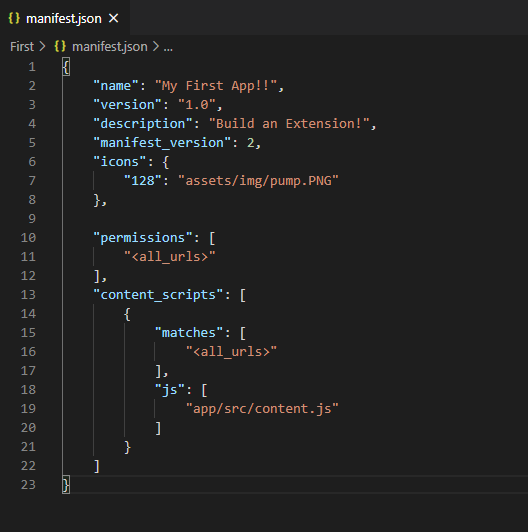 {} manifest.json ×
First > {} manifest.json > ...
1 {
2     "name": "My First App!!",
3     "version": "1.0",
4     "description": "Build an Extension!",
5     "manifest_version": 2,
6     "icons": {
7         "128": "assets/img/pump.PNG"
8     },
9
10     "permissions": [
11         "<all_urls>"
12     ],
13     "content_scripts": [
14         {
15             "matches": [
16                 "<all_urls>"
17             ],
18             "js": [
19                 "app/src/content.js"
20             ]
21         }
22     ]
23 }